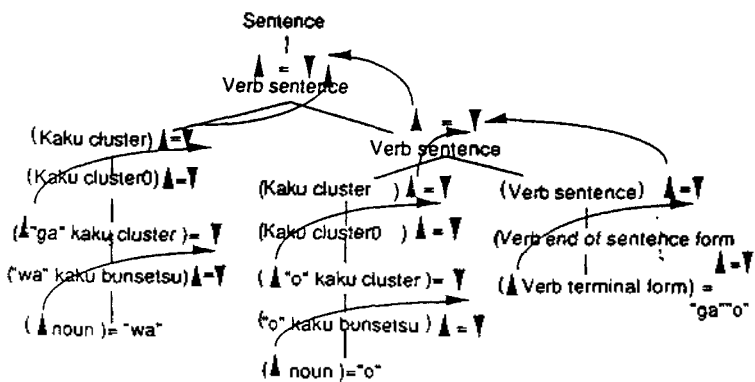 Sentence
▲ = ▼
Verb sentence
(Kaku cluster) ▲=▼
▲ = ▼
Verb sentence
(Kaku cluster0) ▲=▼
(Kaku cluster ) ▲=▼
(Verb sentence) ▲=▼
(▲"ga" kaku cluster )= ▼
(Kaku cluster0 ) ▲=▼
(Verb end of sentence form
▲=▼
("wa" kaku bunsetsu)▲=▼
(▲ "o" kaku cluster)= ▼
(▲Verb terminal form) =
"ga""o"
(▲ noun )= "wa"
("o" kaku bunsetsu ) ▲=▼
(▲ noun )="o"